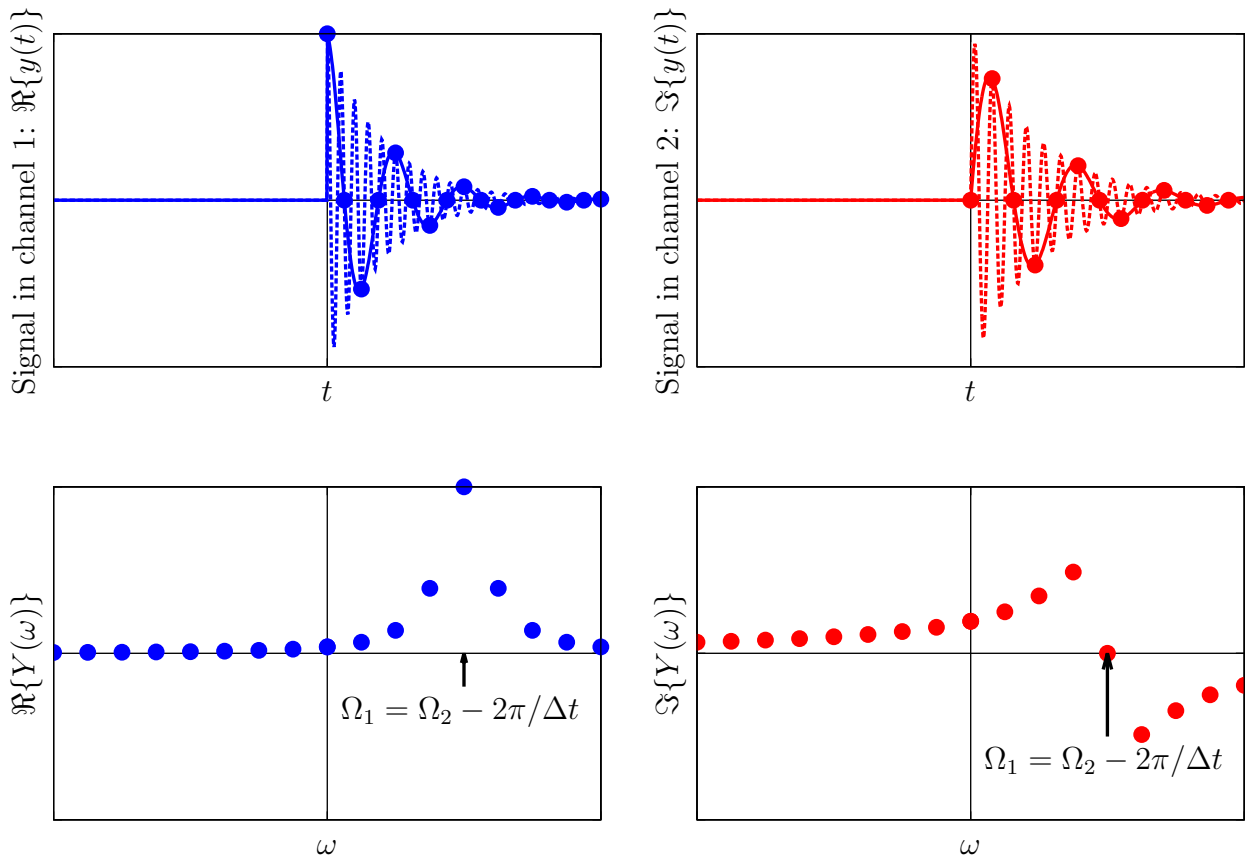 Signal in channel 1: ℜ{y(t)}
t
Signal in channel 2: ℑ{y(t)}
t
ℜ{Y(ω)}
Ω₁ = Ω₂ − 2π/Δt
ω
ℑ{Y(ω)}
Ω₁ = Ω₂ − 2π/Δt
ω